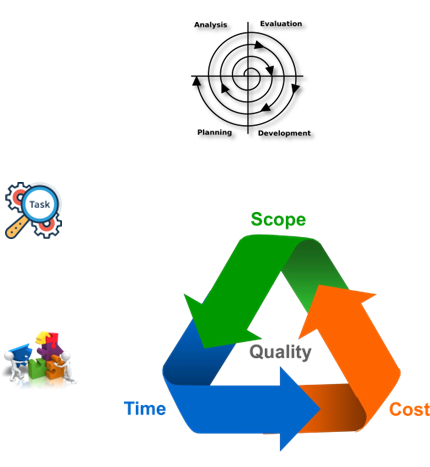 Analysis Evaluation
Planning Development
Task
Scope
Quality
Time Cost